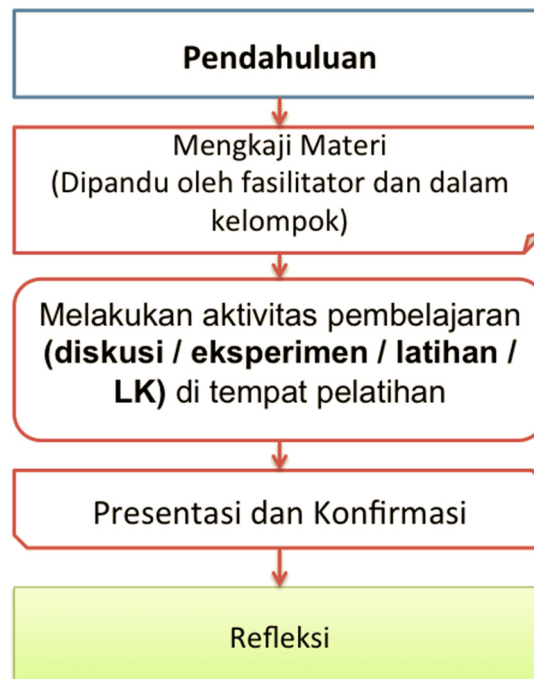 Pendahuluan
Mengkaji Materi
(Dipandu oleh fasilitator dan dalam
kelompok)
Melakukan aktivitas pembelajaran
(diskusi / eksperimen / latihan /
LK) di tempat pelatihan
Presentasi dan Konfirmasi
Refleksi